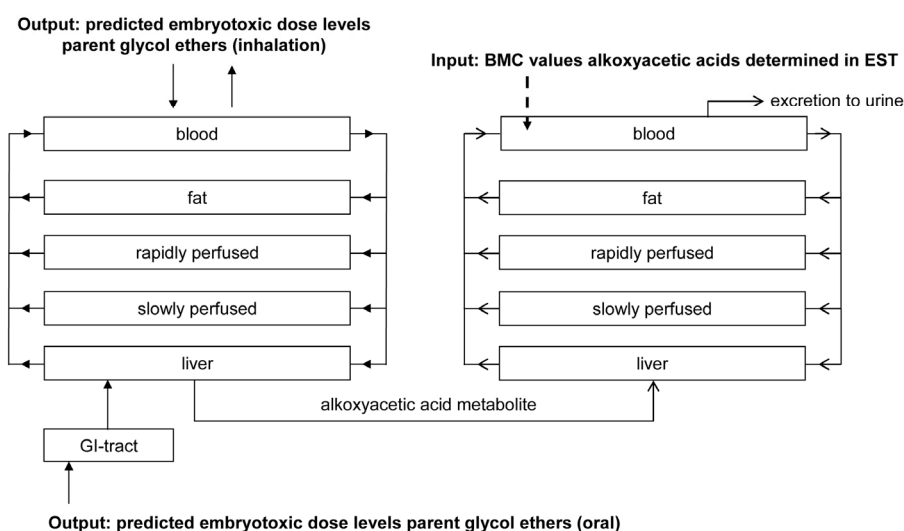 Output: predicted embryotoxic dose levels
parent glycol ethers (inhalation)
blood
fat
rapidly perfused
slowly perfused
liver
GI-tract
Output: predicted embryotoxic dose levels parent glycol ethers (oral)
alkoxyacetic acid metabolite
Input: BMC values alkoxyacetic acids determined in EST
excretion to urine
blood
fat
rapidly perfused
slowly perfused
liver